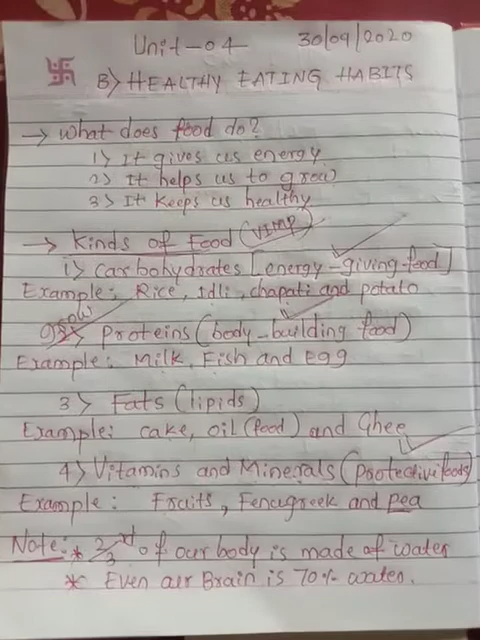 Unit-04 30/09/2020
卐 B> HEALTHY EATING HABITS
→ What does food do?
1> It gives us energy
2> It helps us to grow
3> It keeps us healthy
→ Kinds of Food (VIMP)
1> Carbohydrates [energy-giving food]
Example: Rice, Idli, chapati and potato
Proteins (body-building food)
Example: Milk, Fish and Egg
3> Fats (lipids)
Example: cake, oil (food) and Ghee
4> Vitamins and Minerals (protective foods)
Example: Fruits, Fenugreek and pea
Note: * 2/3 rd of our body is made of water
* Even our Brain is 70% water.